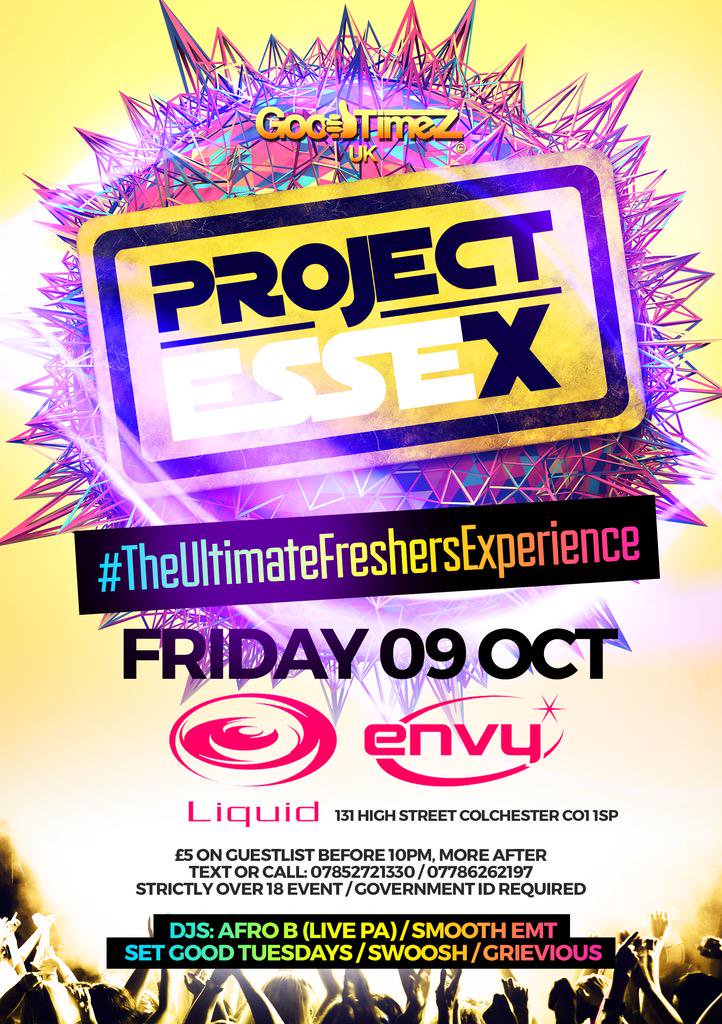 GoodTimeZ
UK ©
PROJECT
ESSEX
#TheUltimateFreshersExperience
FRIDAY 09 OCT
envy
Liquid 131 HIGH STREET COLCHESTER CO1 1SP
£5 ON GUESTLIST BEFORE 10PM, MORE AFTER
TEXT OR CALL: 07852721330 / 07786262197
STRICTLY OVER 18 EVENT / GOVERNMENT ID REQUIRED
DJS: AFRO B (LIVE PA) / SMOOTH EMT
SET GOOD TUESDAYS / SWOOSH / GRIEVIOUS